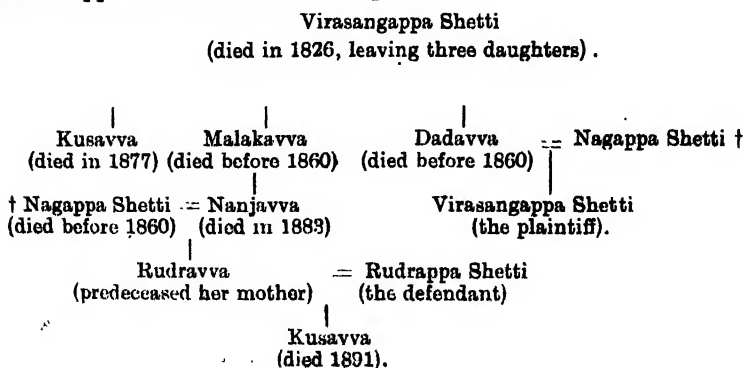 Virasangappa Shetti
(died in 1826, leaving three daughters).
Kusavva Malakavva Dadavva = Nagappa Shetti †
(died in 1877) (died before 1860) (died before 1860)
† Nagappa Shetti = Nanjavva Virasangappa Shetti
(died before 1860) (died in 1883) (the plaintiff).
Rudravva = Rudrappa Shetti
(predeceased her mother) (the defendant)
Kusavva
(died 1891).